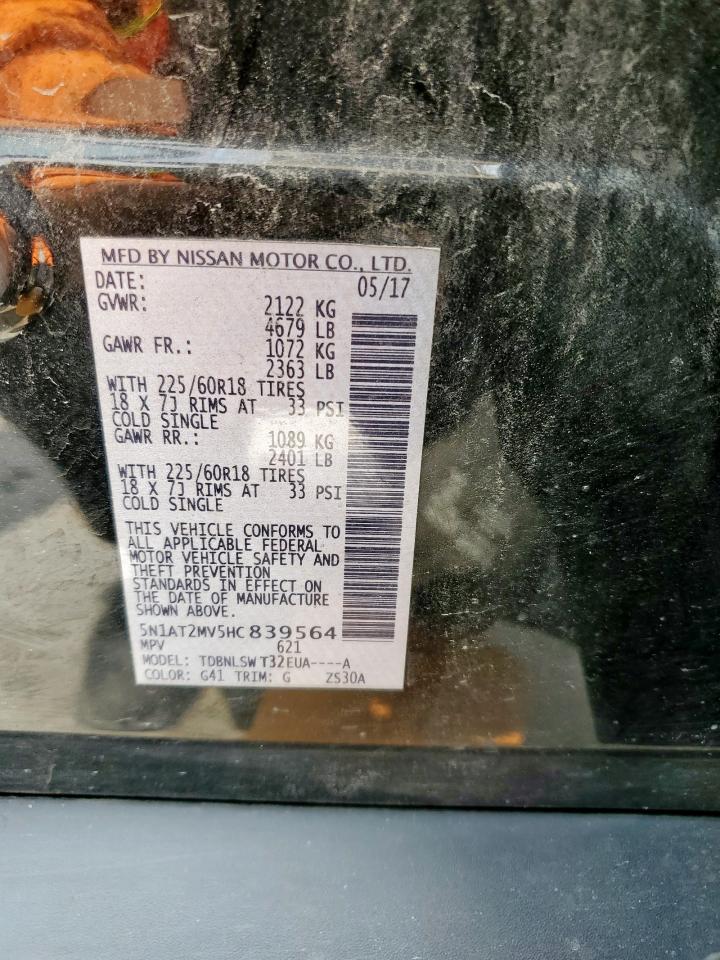 MFD BY NISSAN MOTOR CO., LTD.
DATE: 05/17
GVWR: 2122 KG
4679 LB
GAWR FR.: 1072 KG
2363 LB
WITH 225/60R18 TIRES
18 X 7J RIMS AT 33 PSI
COLD SINGLE
GAWR RR.: 1089 KG
2401 LB
WITH 225/60R18 TIRES
18 X 7J RIMS AT 33 PSI
COLD SINGLE
THIS VEHICLE CONFORMS TO
ALL APPLICABLE FEDERAL
MOTOR VEHICLE SAFETY AND
THEFT PREVENTION
STANDARDS IN EFFECT ON
THE DATE OF MANUFACTURE
SHOWN ABOVE.
5N1AT2MV5HC839564
MPV 621
MODEL: TDBNLSWT32EUA----A
COLOR: G41 TRIM: G ZS30A